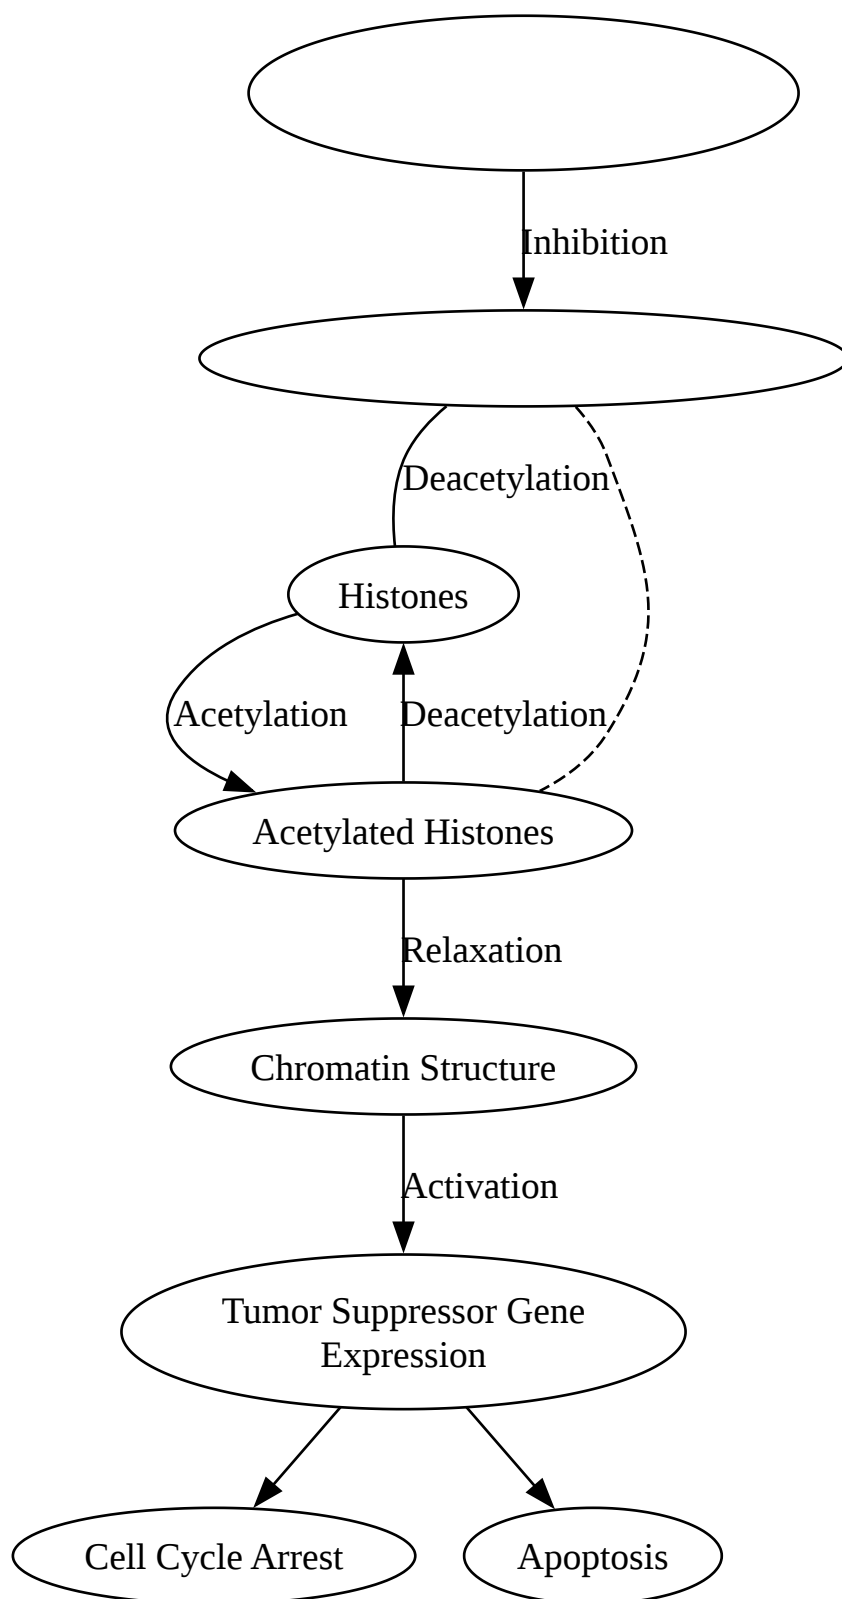 Inhibition
Deacetylation
Histones
Acetylation
Deacetylation
Acetylated Histones
Relaxation
Chromatin Structure
Activation
Tumor Suppressor Gene
Expression
Cell Cycle Arrest
Apoptosis